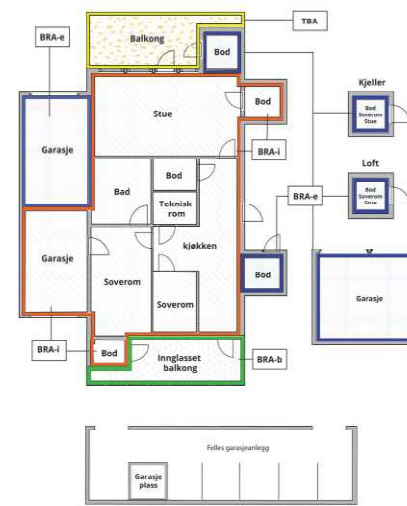 TBA
BRA-e
Balkong
Bod
Kjeller
Stue
Bod
Bod
Soverom
Stue
Garasje
BRA-i
Loft
Bod
Bad
Teknisk
rom
BRA-e
Bod
Soverom
Stue
Garasje
kjøkken
Soverom
Bod
Soverom
Garasje
BRA-i
Bod
Innglasset
balkong
BRA-b
Felles garasjeanlegg
Garasje
plass